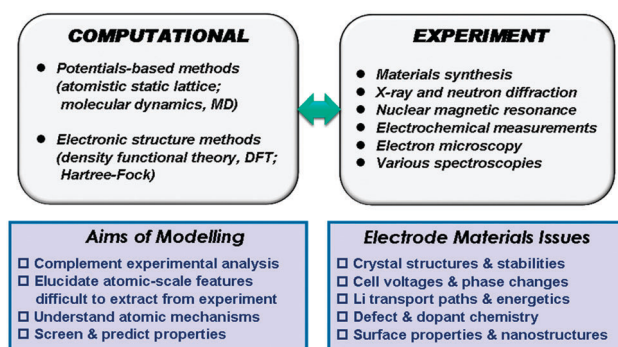 COMPUTATIONAL
● Potentials-based methods
(atomistic static lattice;
molecular dynamics, MD)
● Electronic structure methods
(density functional theory, DFT;
Hartree-Fock)
EXPERIMENT
● Materials synthesis
● X-ray and neutron diffraction
● Nuclear magnetic resonance
● Electrochemical measurements
● Electron microscopy
● Various spectroscopies
Aims of Modelling
□ Complement experimental analysis
□ Elucidate atomic-scale features
difficult to extract from experiment
□ Understand atomic mechanisms
□ Screen & predict properties
Electrode Materials Issues
□ Crystal structures & stabilities
□ Cell voltages & phase changes
□ Li transport paths & energetics
□ Defect & dopant chemistry
□ Surface properties & nanostructures